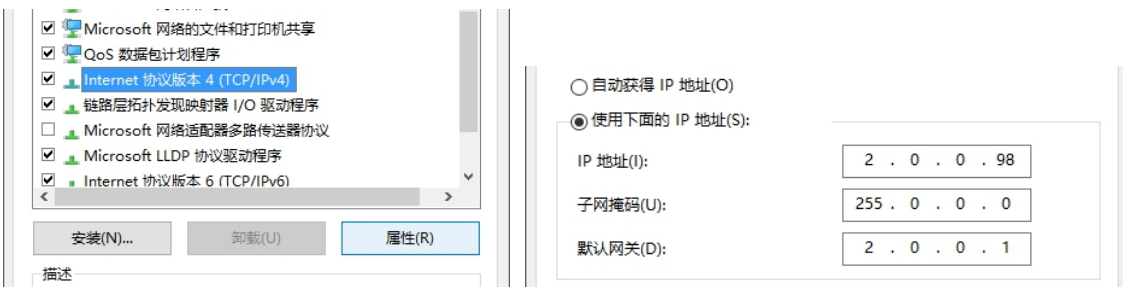 Microsoft 网络的文件和打印机共享
QoS 数据包计划程序
Internet 协议版本 4 (TCP/IPv4)
链路层拓扑发现映射器 I/O 驱动程序
Microsoft 网络适配器多路传送器协议
Microsoft LLDP 协议驱动程序
Internet 协议版本 6 (TCP/IPv6)
安装(N)...
卸载(U)
属性(R)
描述
自动获得 IP 地址(O)
使用下面的 IP 地址(S):
IP 地址(I):
2 . 0 . 0 . 98
子网掩码(U):
255 . 0 . 0 . 0
默认网关(D):
2 . 0 . 0 . 1